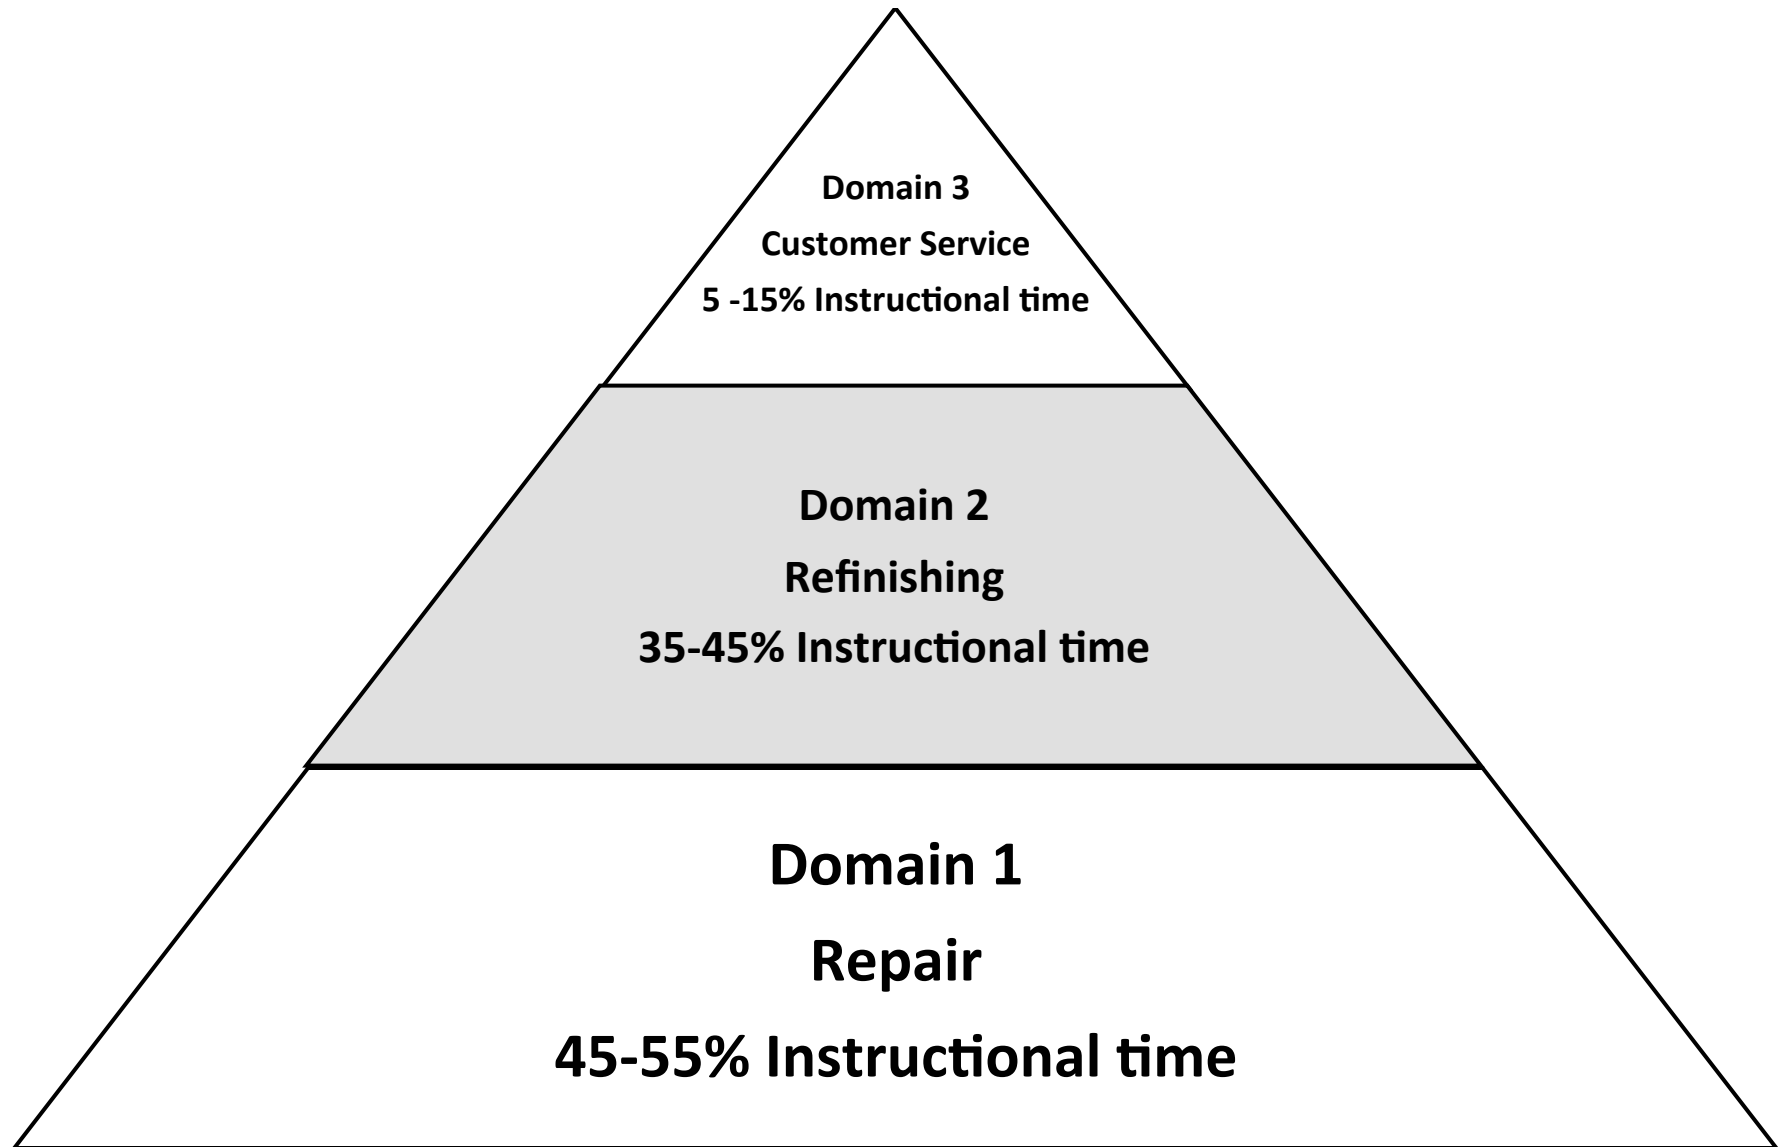 Domain 3
Customer Service
5 -15% Instructional time
Domain 2
Refinishing
35-45% Instructional time
Domain 1
Repair
45-55% Instructional time